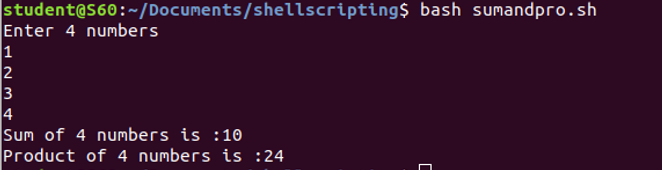 student@S60:~/Documents/shellscripting$ bash sumandpro.sh
Enter 4 numbers
1
2
3
4
Sum of 4 numbers is :10
Product of 4 numbers is :24